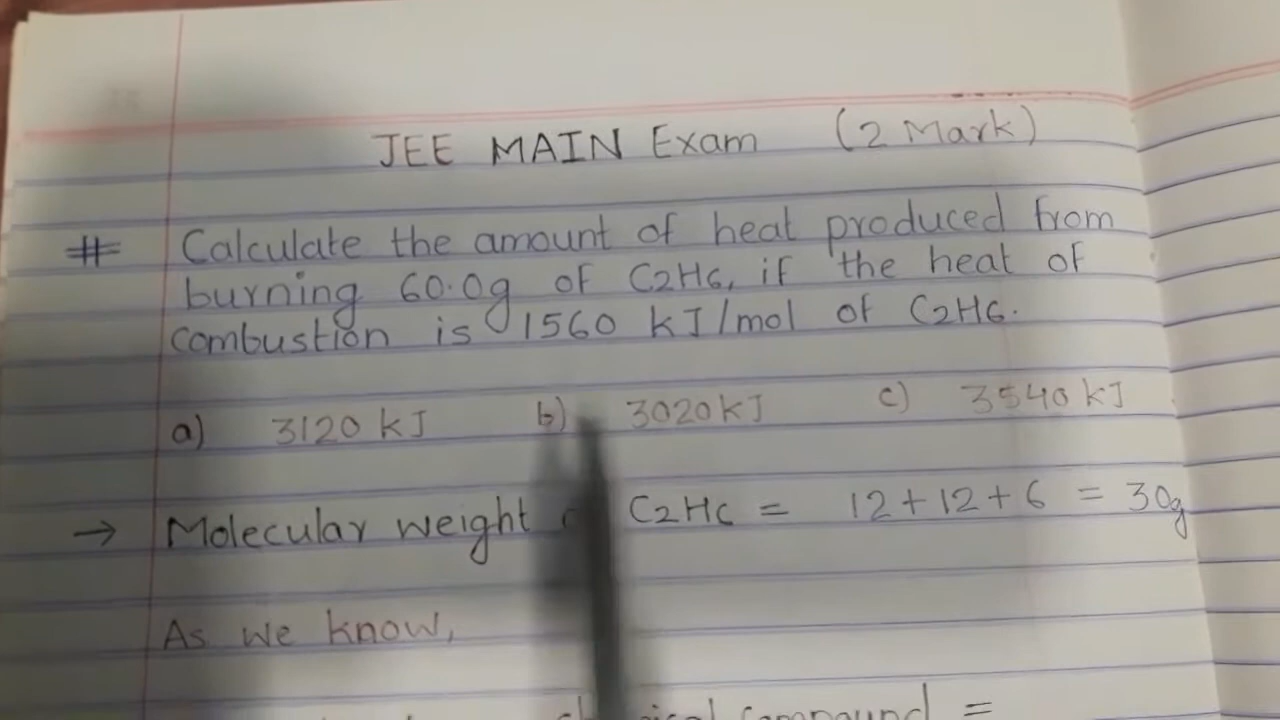 JEE MAIN Exam (2 Mark)
# Calculate the amount of heat produced from
burning 60.0g of C2H6, if the heat of
combustion is 1560 kJ/mol of C2H6.
a) 3120 kJ b) 3020 kJ c) 3540 kJ
→ Molecular weight C2H6 = 12+12+6 = 30g
As we know,
compound =